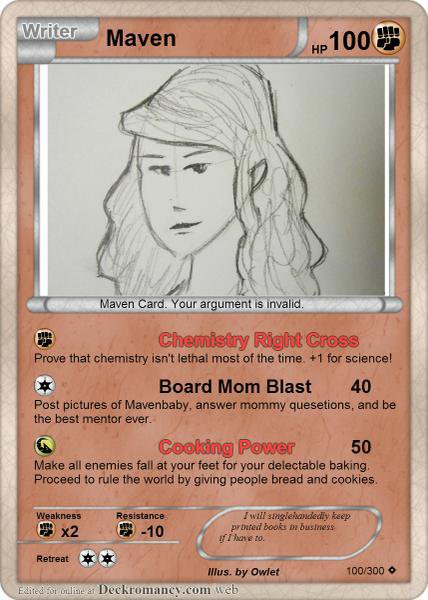 Writer Maven HP 100
Maven Card. Your argument is invalid.
Chemistry Right Cross
Prove that chemistry isn't lethal most of the time. +1 for science!
Board Mom Blast 40
Post pictures of Mavenbaby, answer mommy quesetions, and be
the best mentor ever.
Cooking Power 50
Make all enemies fall at your feet for your delectable baking.
Proceed to rule the world by giving people bread and cookies.
Weakness Resistance
x2 -10
I will singlehandedly keep
printed books in business
if I have to.
Retreat
Illus. by Owlet 100/300
Edited for online at Deckromancy.com web